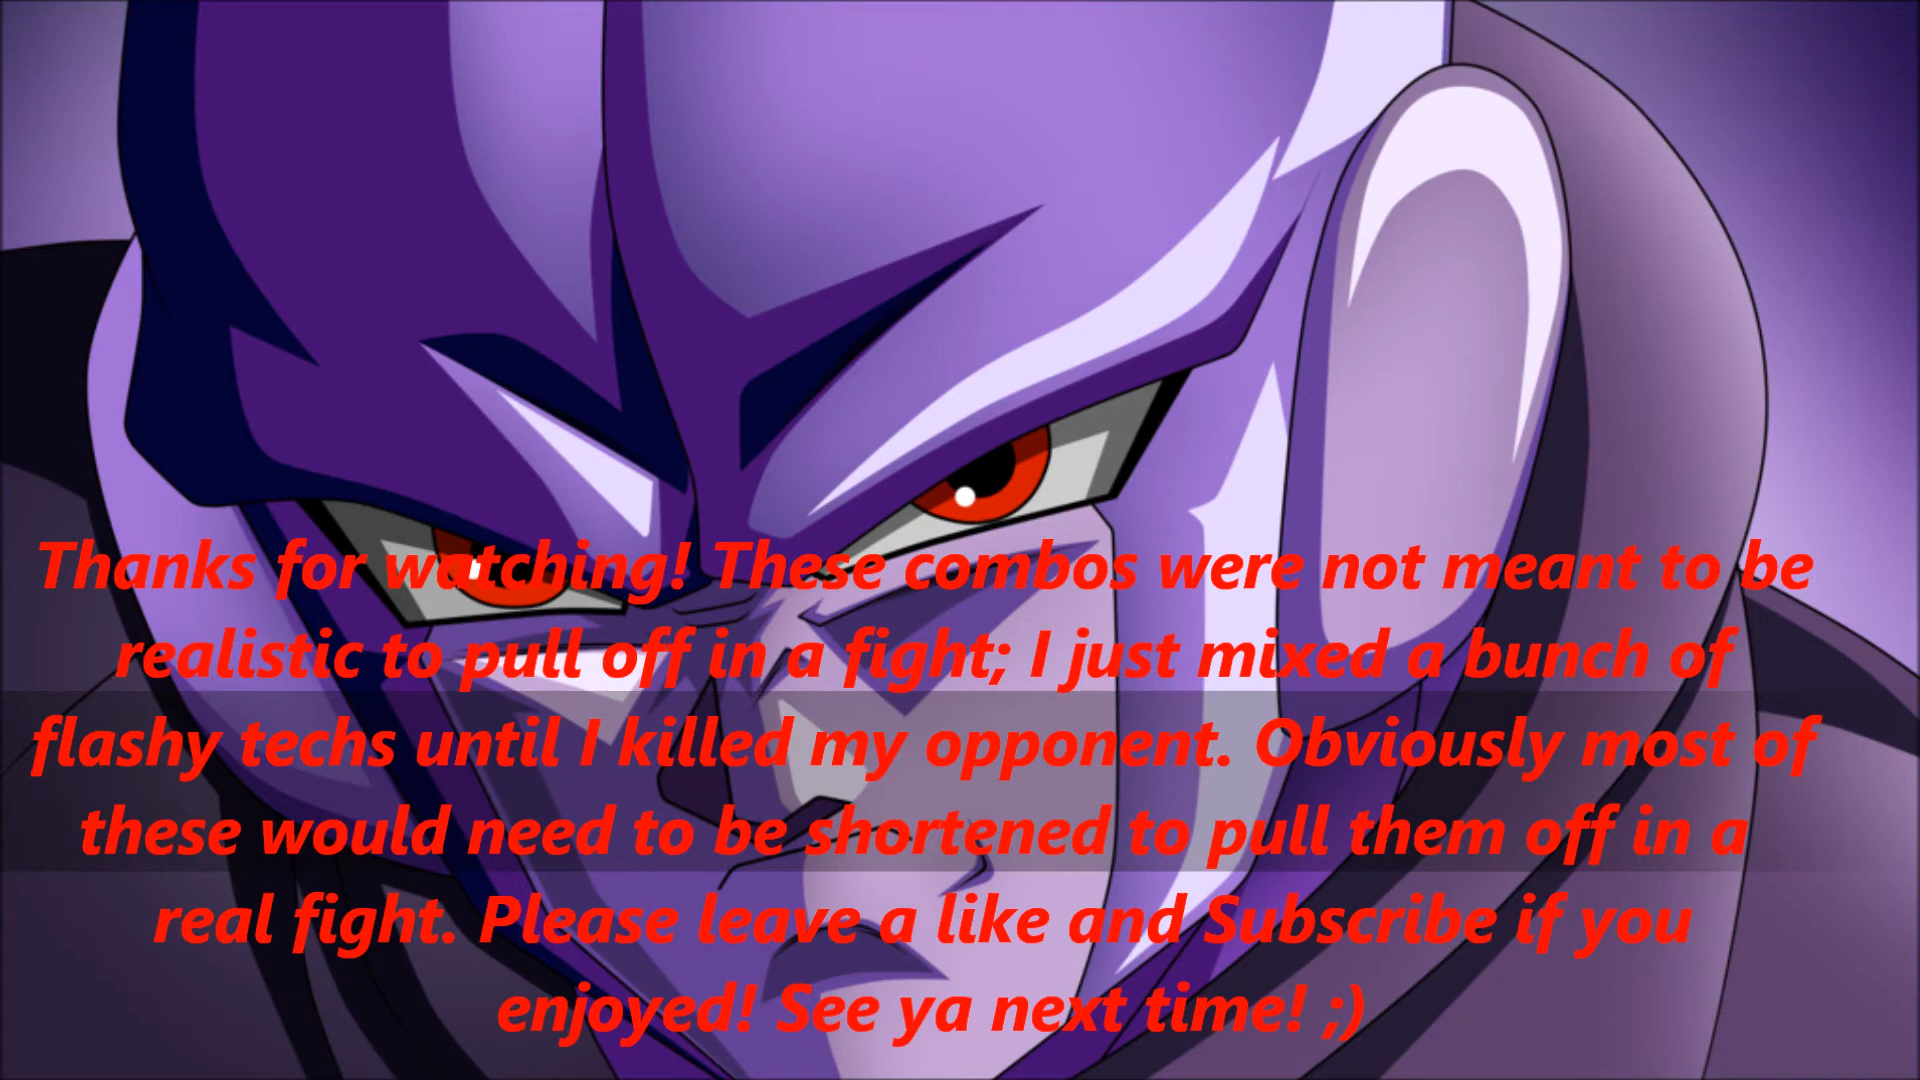 Thanks for watching! These combos were not meant to be
realistic to pull off in a fight; I just mixed a bunch of
flashy techs until I killed my opponent. Obviously most of
these would need to be shortened to pull them off in a
real fight. Please leave a like and Subscribe if you
enjoyed! See ya next time! ;)